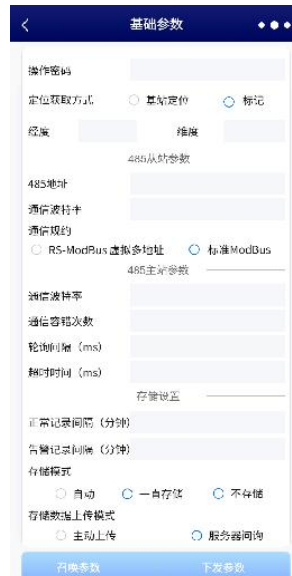 基础参数
操作密码
定位获取方式 基站定位 标记
经度 维度
485从站参数
485地址
通信波特率
通信规约
RS-ModBus虚拟多地址 标准ModBus
485主站参数
通信波特率
通信容错次数
轮询间隔（ms）
超时时间（ms）
存储设置
正常记录间隔（分钟）
告警记录间隔（分钟）
存储模式
自动 一直存储 不存储
存储数据上传模式
主动上传 服务器问询
召唤参数 下发参数